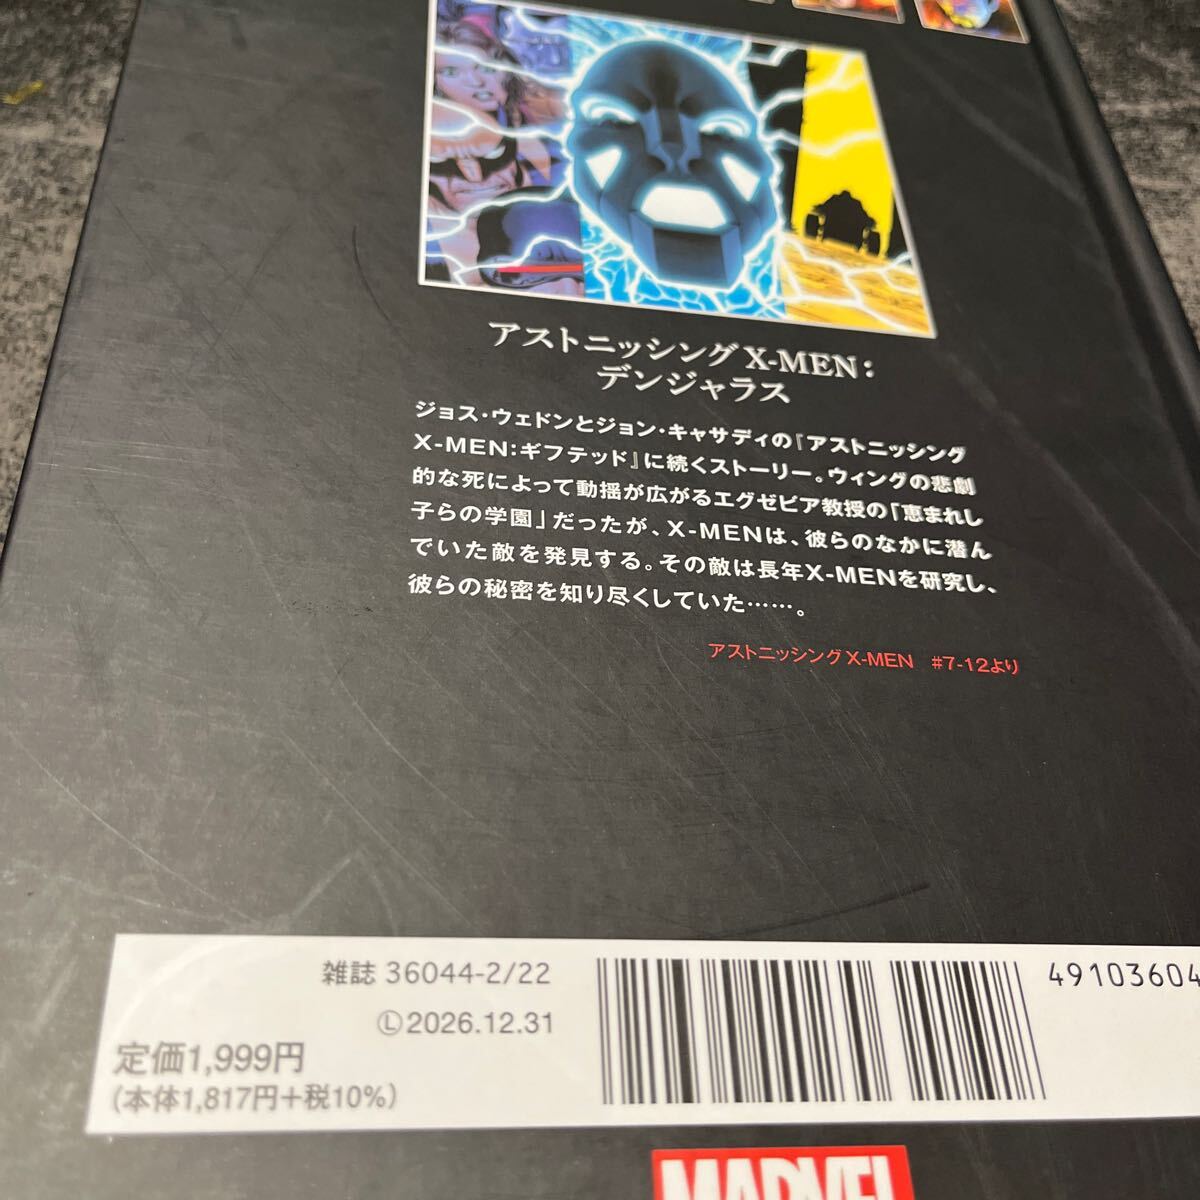 アストニッシング X-MEN：
デンジャラス
ジョス・ウェドンとジョン・キャサディの『アストニッシング
X-MEN：ギフテッド』に続くストーリー。ウィングの悲劇
的な死によって動揺が広がるエグゼビア教授の「恵まれし
子らの学園」だったが、X-MENは、彼らのなかに潜ん
でいた敵を発見する。その敵は長年X-MENを研究し、
彼らの秘密を知り尽くしていた……。
アストニッシング X-MEN #7-12より
雑誌 36044-2/22
Ⓛ2026.12.31
定価1,999円
(本体1,817円+税10%)
49103604
MARVEL